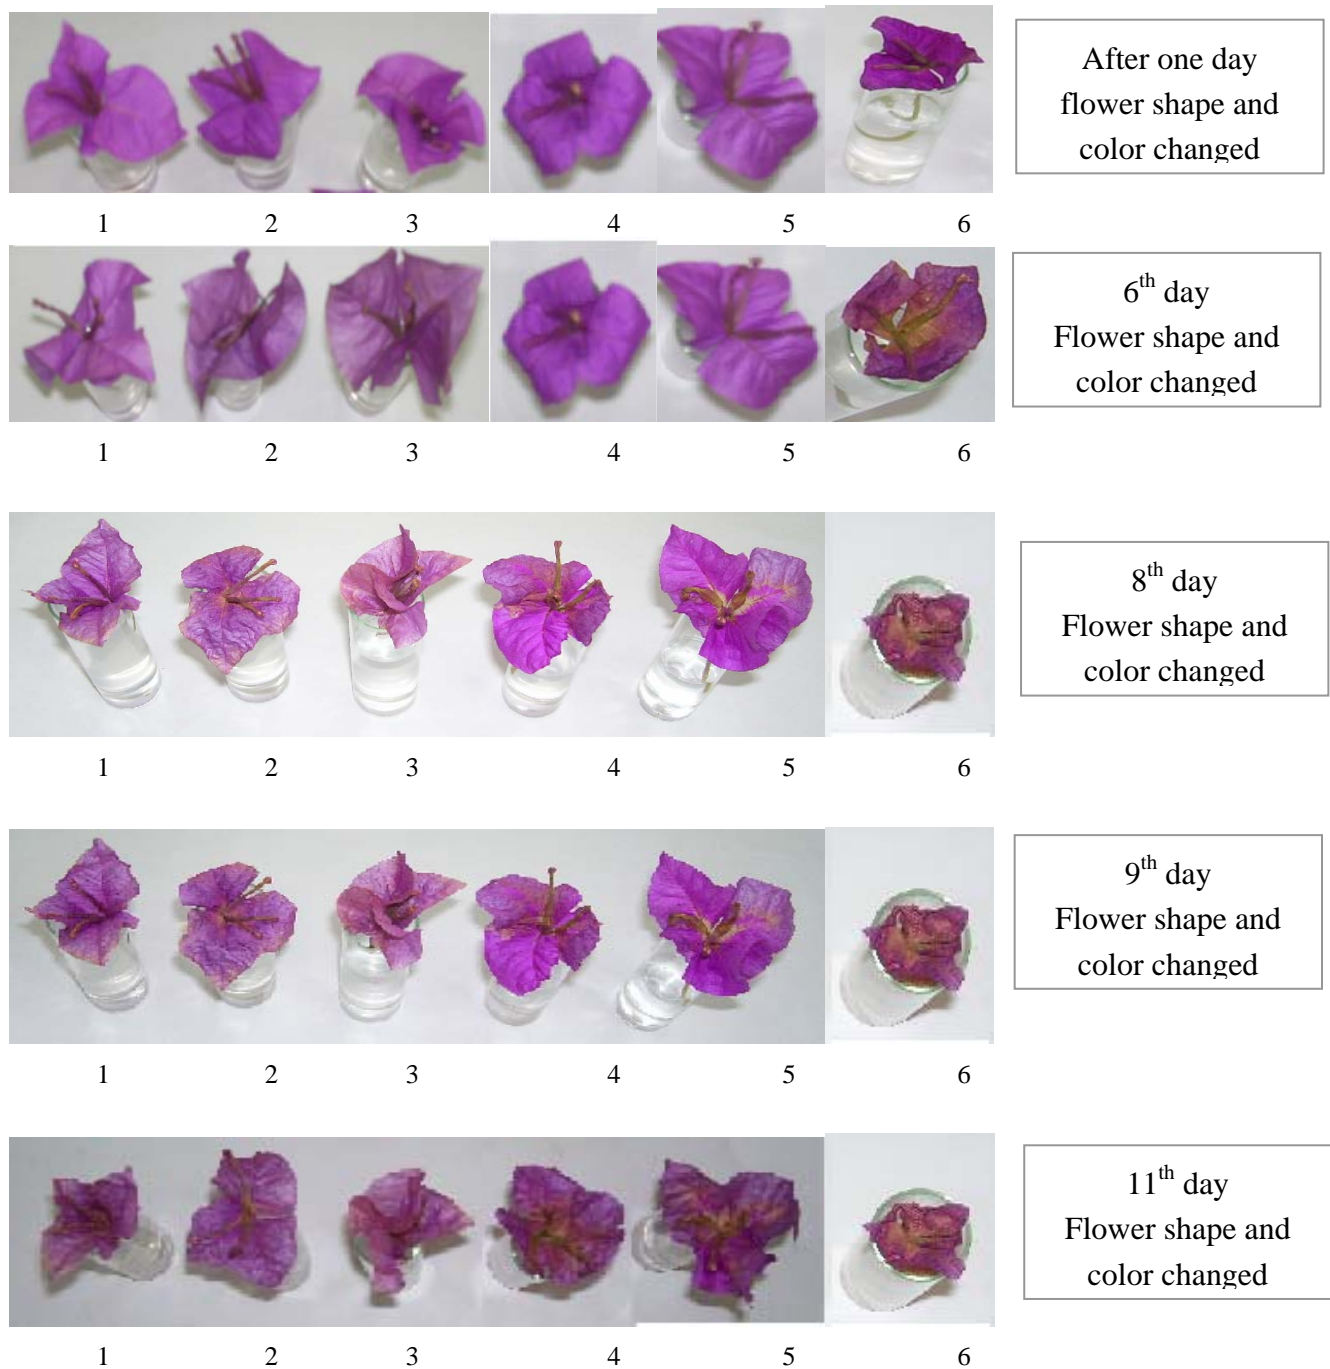 After one day
flower shape and
color changed
1 2 3 4 5 6
6th day
Flower shape and
color changed
1 2 3 4 5 6
8th day
Flower shape and
color changed
1 2 3 4 5 6
9th day
Flower shape and
color changed
1 2 3 4 5 6
11th day
Flower shape and
color changed
1 2 3 4 5 6